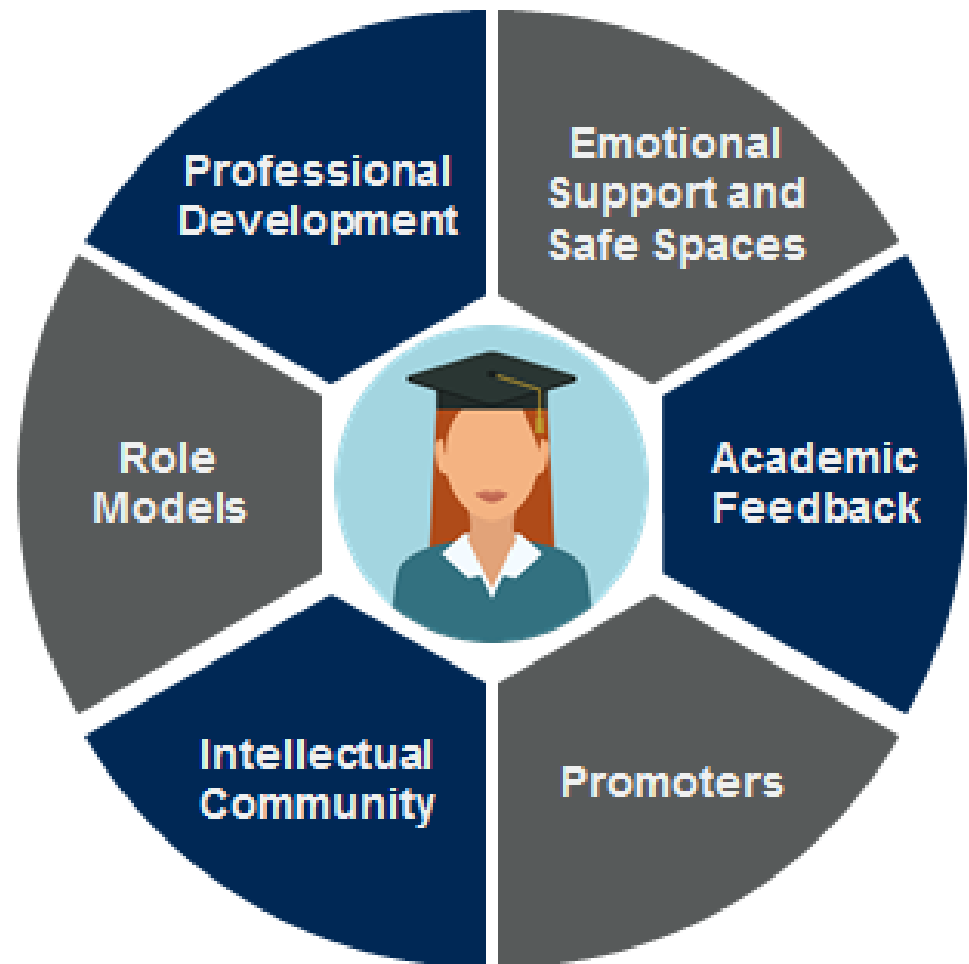 Professional
Development
Emotional
Support and
Safe Spaces
Academic
Feedback
Promoters
Intellectual
Community
Role
Models